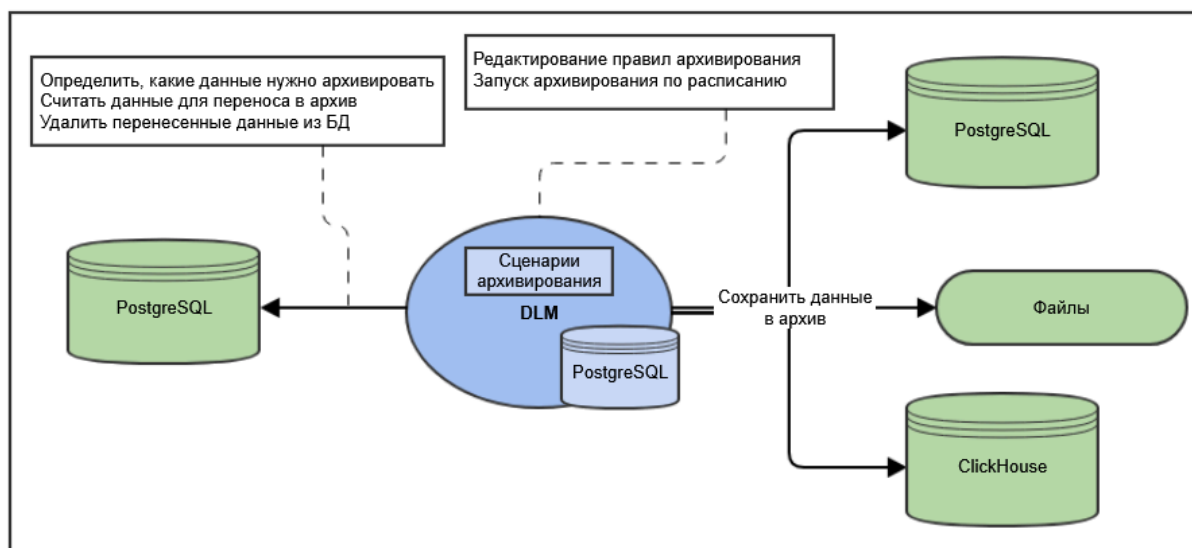 Определить, какие данные нужно архивировать
Считать данные для переноса в архив
Удалить перенесенные данные из БД
Редактирование правил архивирования
Запуск архивирования по расписанию
PostgreSQL
Сценарии
архивирования
DLM
PostgreSQL
Сохранить данные
в архив
PostgreSQL
Файлы
ClickHouse